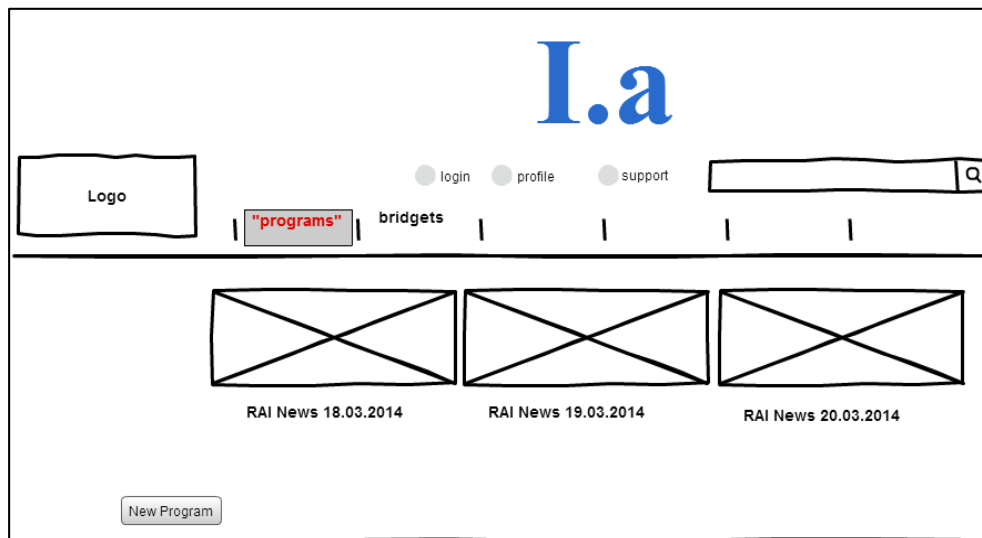 I.a
Logo
login profile support
"programs" bridgets
RAI News 18.03.2014 RAI News 19.03.2014 RAI News 20.03.2014
New Program